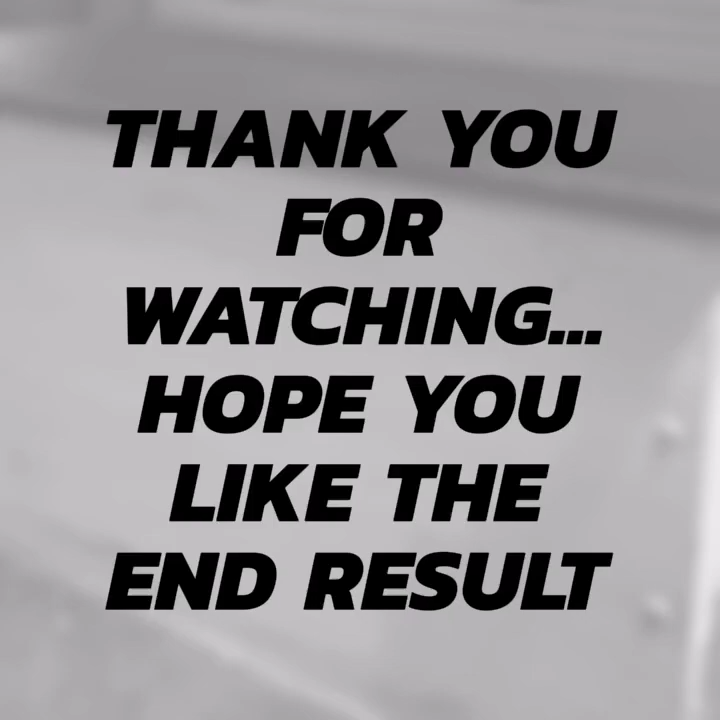 THANK YOU
FOR
WATCHING...
HOPE YOU
LIKE THE
END RESULT